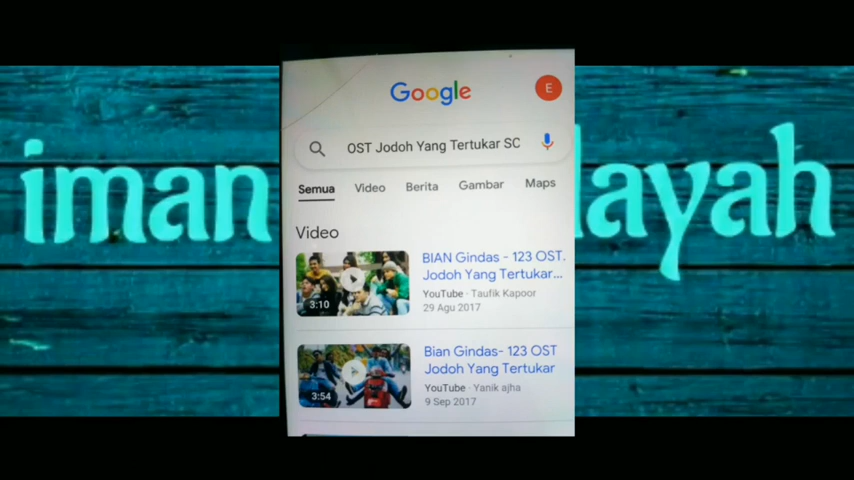 iman
layah
Google
E
OST Jodoh Yang Tertukar SC
Semua Video Berita Gambar Maps
Video
BIAN Gindas - 123 OST.
Jodoh Yang Tertukar...
YouTube · Taufik Kapoor
29 Agu 2017
3:10
Bian Gindas- 123 OST
Jodoh Yang Tertukar
YouTube · Yanik ajha
9 Sep 2017
3:54